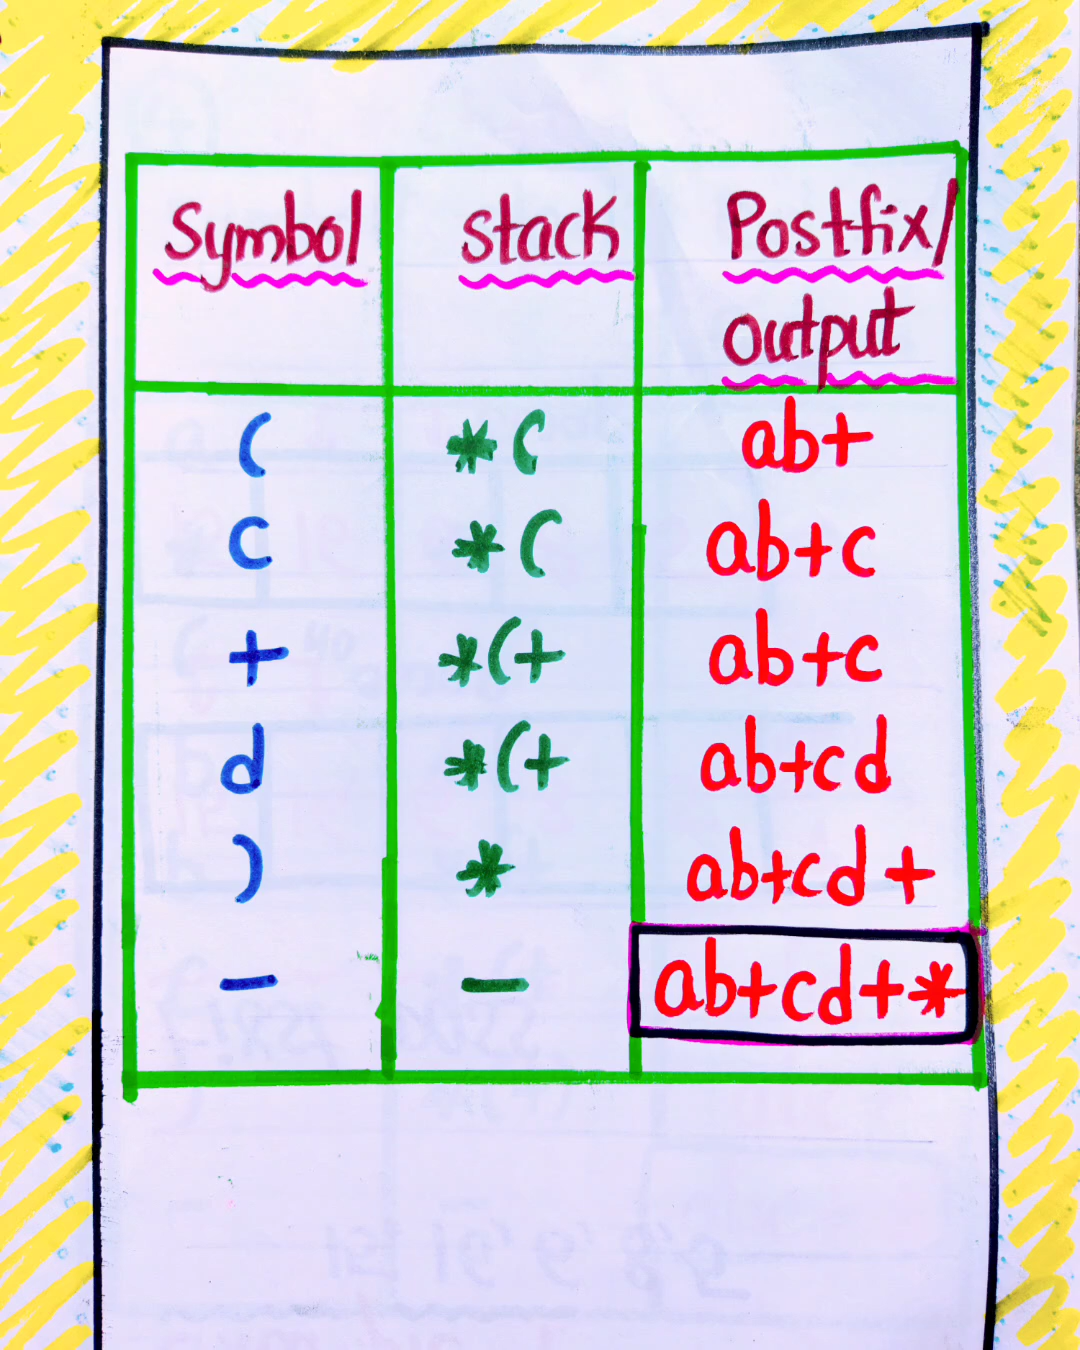 Symbol stack Postfix/
output
( *( ab+
c *( ab+c
+ *(+ ab+c
d *(+ ab+cd
) * ab+cd+
— — ab+cd+*